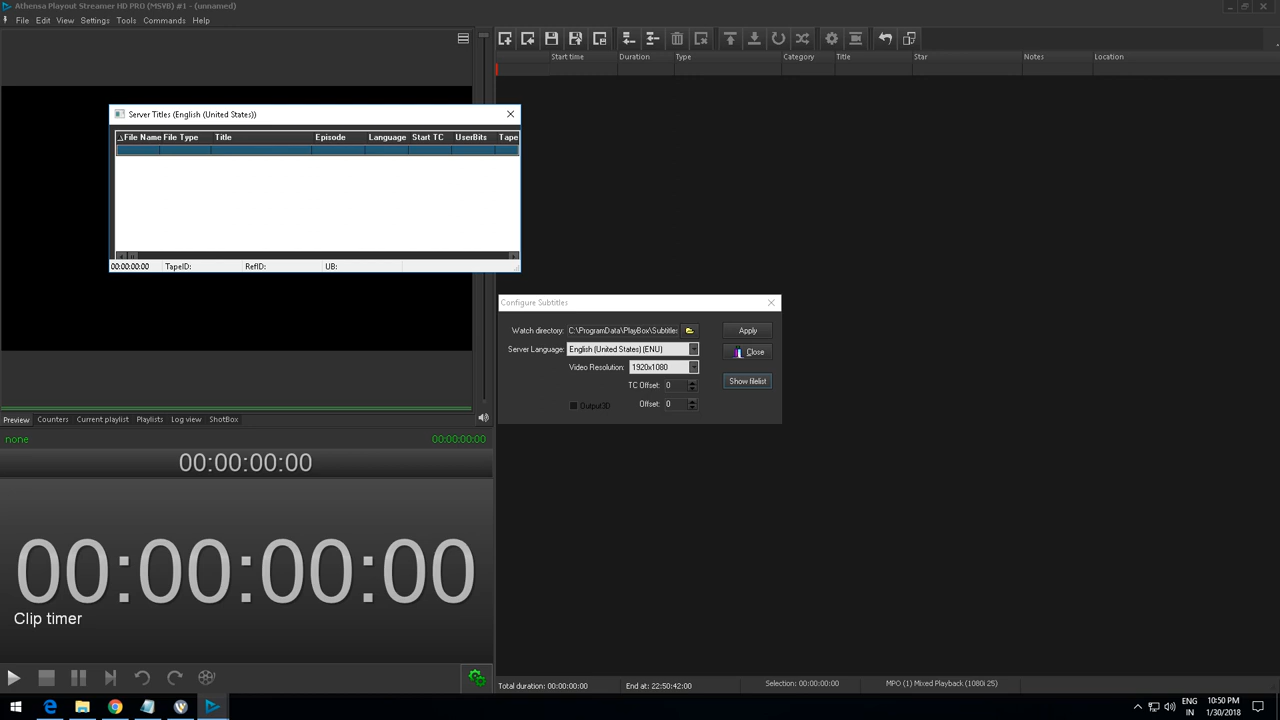 Athensa Playout Streamer HD PRO (MSVB) #1 - (unnamed)
File Edit View Settings Tools Commands Help
Start time Duration Type Category Title Star Notes Location
Server Titles (English (United States))
File Name File Type Title Episode Language Start TC UserBits Tape
00:00:00:00 TapeID: RefID: UB:
Configure Subtitles
Watch directory: C:\ProgramData\PlayBox\Subtitles Apply
Server Language: English (United States) (ENU) Close
Video Resolution: 1920x1080
TC Offset: 0 Show filelist
Output3D Offset: 0
Preview Counters Current playlist Playlists Log view ShotBox
none 00:00:00:00
00:00:00:00
00:00:00:00
Clip timer
Total duration: 00:00:00:00 End at: 22:50:42:00 Selection: 00:00:00:00 MPO (1) Mixed Playback (1080i 25)
ENG 10:50 PM
IN 1/30/2018